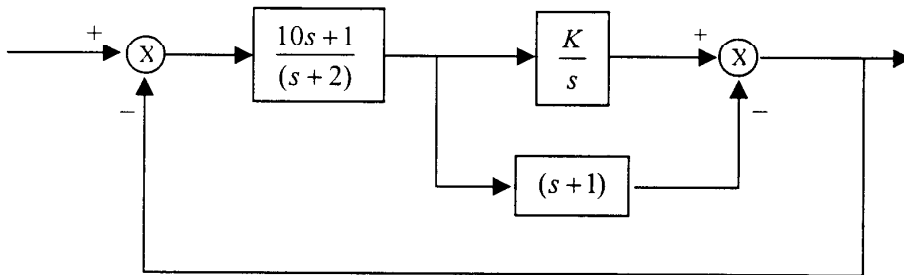 +
X
−
10s+1
(s+2)
K
s
+
X
−
(s+1)